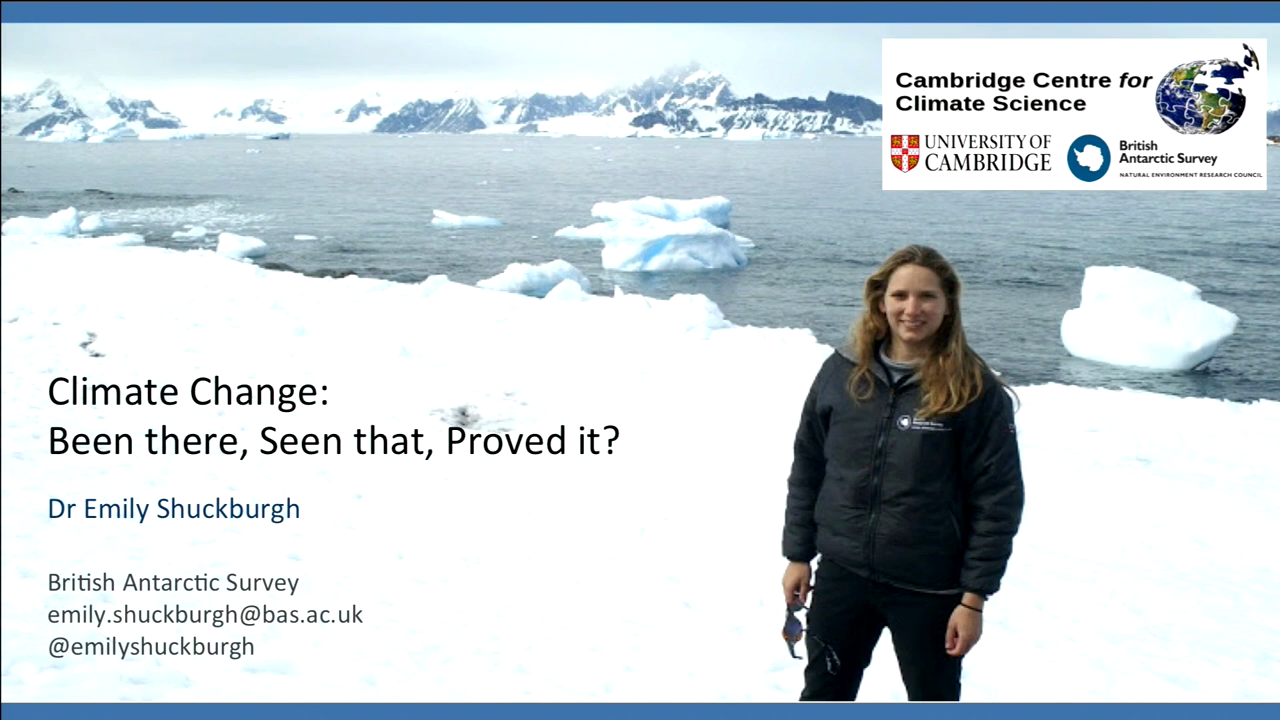 Cambridge Centre for
Climate Science
UNIVERSITY OF
CAMBRIDGE
British
Antarctic Survey
NATURAL ENVIRONMENT RESEARCH COUNCIL
Climate Change:
Been there, Seen that, Proved it?
Dr Emily Shuckburgh
British Antarctic Survey
emily.shuckburgh@bas.ac.uk
@emilyshuckburgh